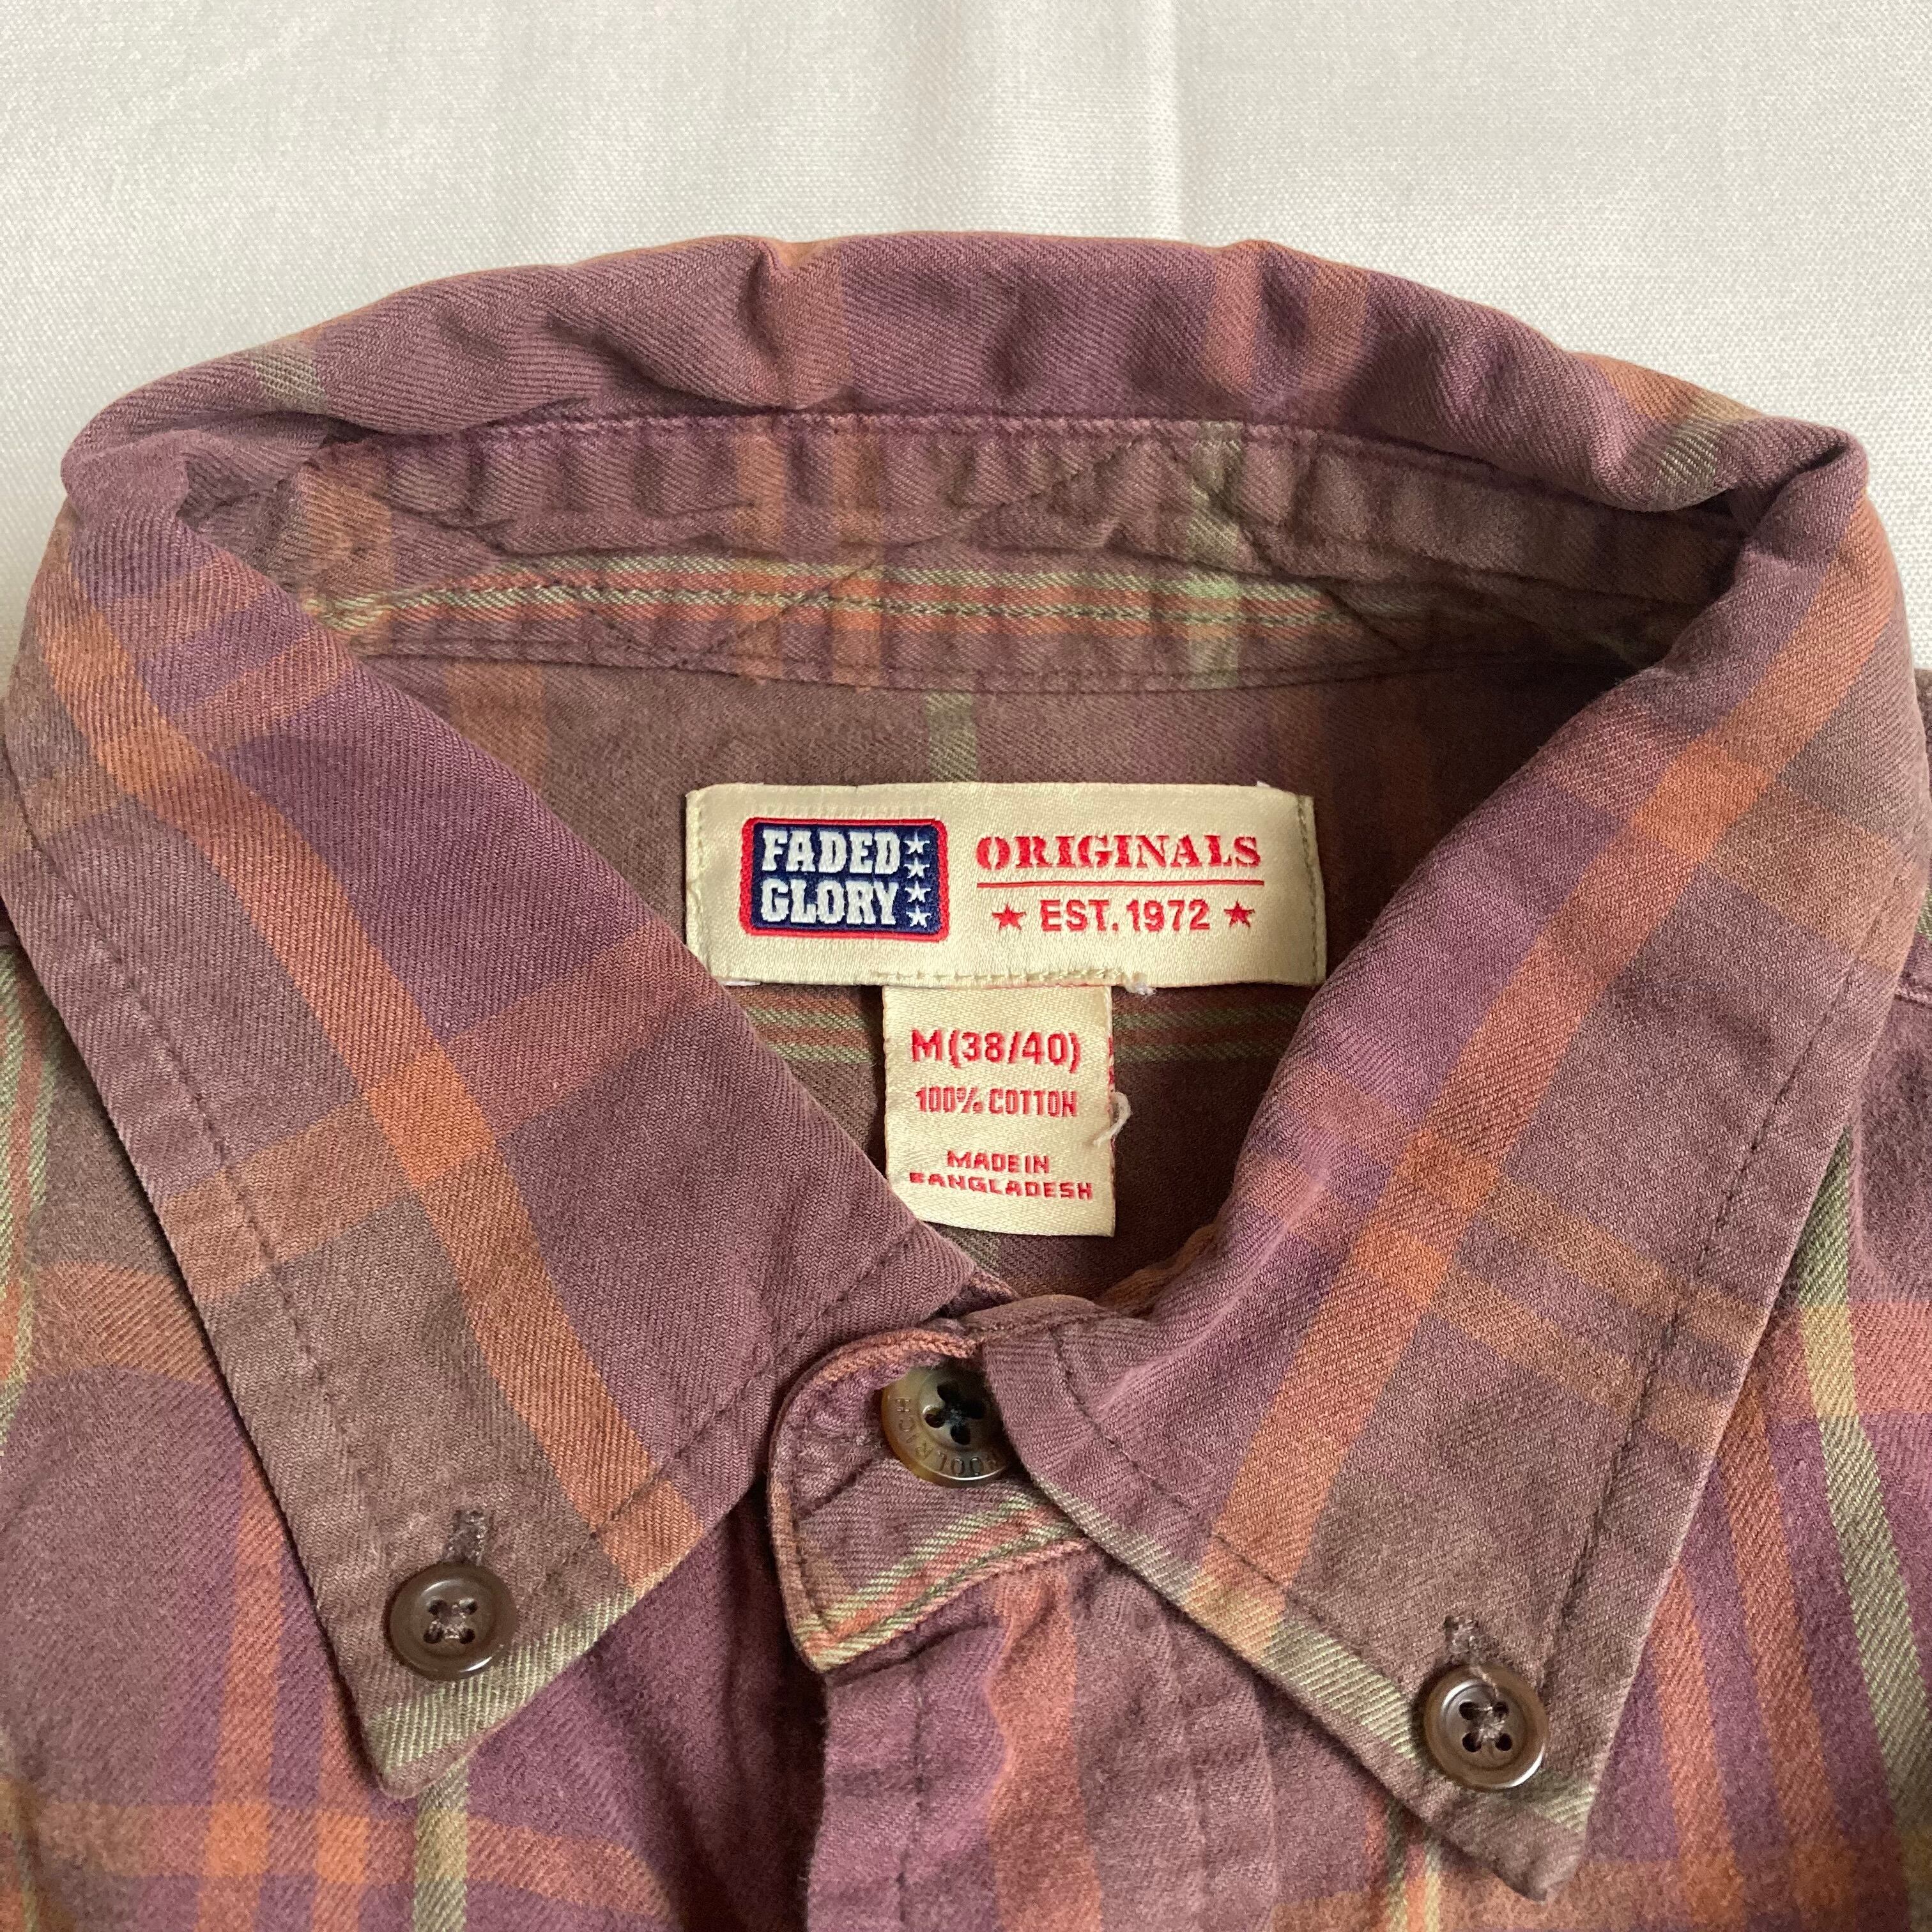 FADED
GLORY
ORIGINALS
EST. 1972
M(38/40)
100% COTTON
MADE IN
BANGLADESH